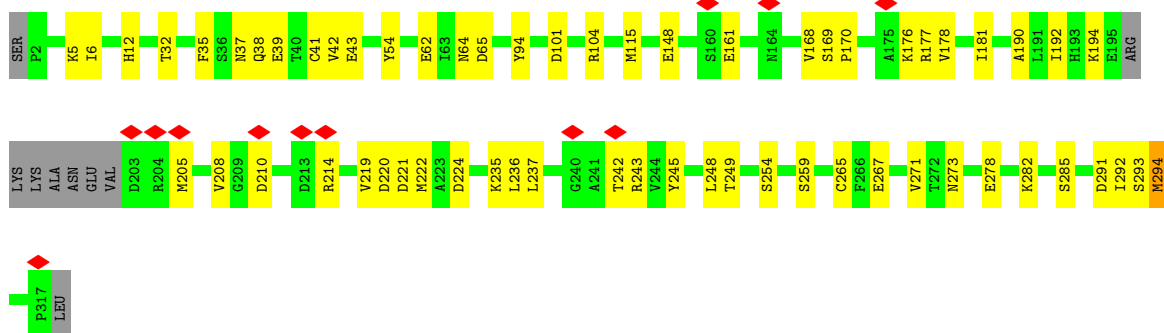 SER P2 K5 I6 H12 T32 F35 S36 N37 Q38 E39 T40 C41 V42 E43 Y54 E62 I63 N64 D65 Y94 D101 R104 M115 E148 S160 E161 N164 V168 S169 P170 A175 K176 R177 V178 I181 A190 L191 I192 H193 K194 E195 ARG
LYS LYS ALA ASN GLU VAL D203 R204 M205 V208 G209 D210 D213 R214 V219 D220 D221 M222 A223 D224 K235 L236 L237 G240 A241 T242 R243 V244 Y245 L248 T249 S254 S259 C265 F266 E267 V271 T272 N273 E278 K282 S285 D291 I292 S293 M294
P317 LEU